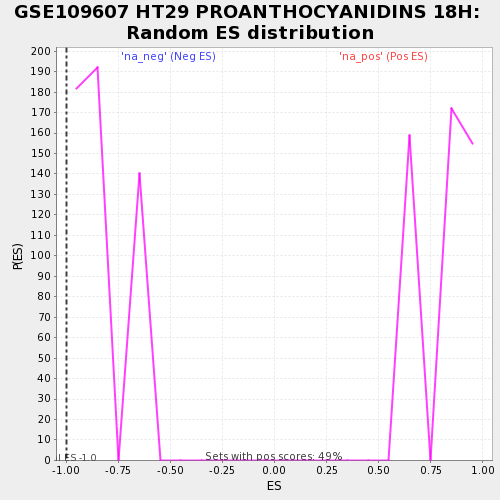 GSE109607 HT29 PROANTHOCYANIDINS 18H:
Random ES distribution
'na_neg' (Neg ES)
'na_pos' (Pos ES)
P(ES)
200
190
180
170
160
150
140
130
120
110
100
90
80
70
60
50
40
30
20
10
0
ES -1.0
Sets with pos scores: 49%
-1.00 -0.75 -0.50 -0.25 0.00 0.25 0.50 0.75 1.00
ES